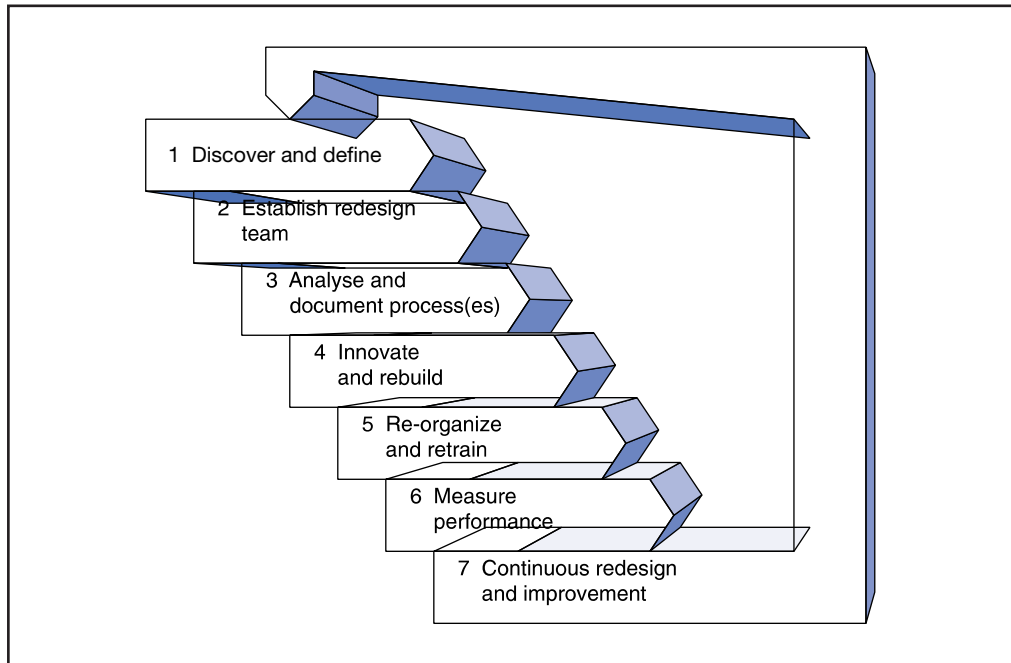 1 Discover and define
2 Establish redesign
team
3 Analyse and
document process(es)
4 Innovate
and rebuild
5 Re-organize
and retrain
6 Measure
performance
7 Continuous redesign
and improvement